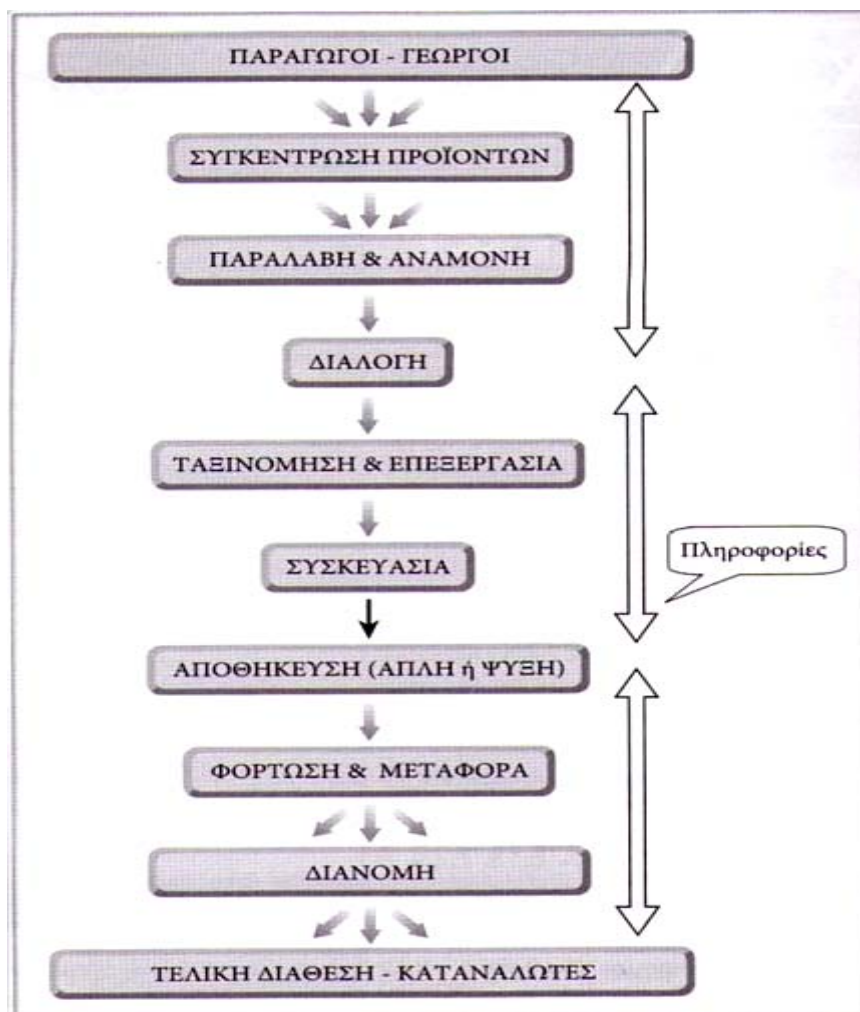 ΠΑΡΑΓΩΓΟΙ - ΓΕΩΡΓΟΙ
ΣΥΓΚΕΝΤΡΩΣΗ ΠΡΟΪΟΝΤΩΝ
ΠΑΡΑΛΑΒΗ & ΑΝΑΜΟΝΗ
ΔΙΑΛΟΓΗ
ΤΑΞΙΝΟΜΗΣΗ & ΕΠΕΞΕΡΓΑΣΙΑ
Πληροφορίες
ΣΥΣΚΕΥΑΣΙΑ
ΑΠΟΘΗΚΕΥΣΗ (ΑΠΛΗ ή ΨΥΞΗ)
ΦΟΡΤΩΣΗ & ΜΕΤΑΦΟΡΑ
ΔΙΑΝΟΜΗ
ΤΕΛΙΚΗ ΔΙΑΘΕΣΗ - ΚΑΤΑΝΑΛΩΤΕΣ